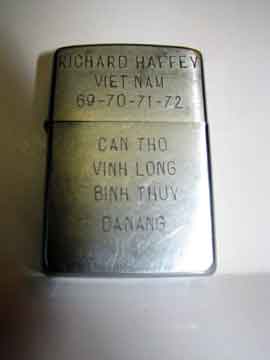 RICHARD HAFFEY
VIET-NAM
69-70-71-72
CAN THO
VINH LONG
BINH THUY
DANANG